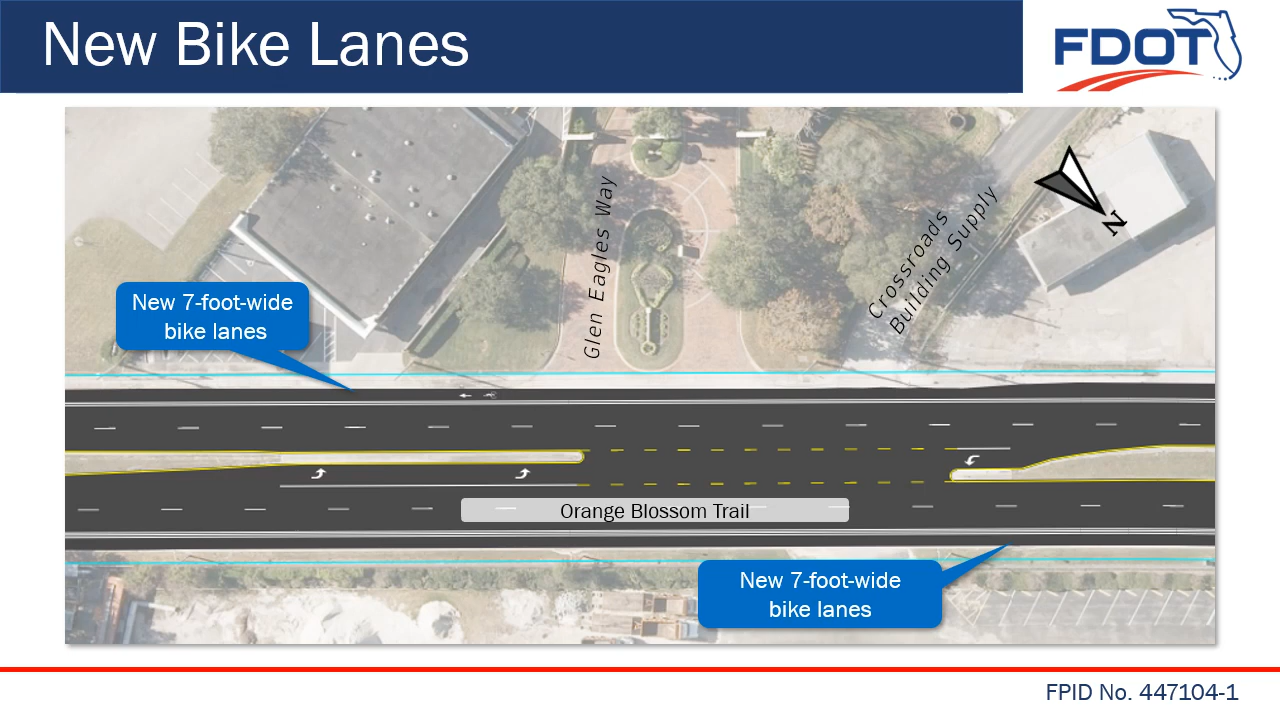 New Bike Lanes
FDOT
Glen Eagles Way
Crossroads
Building Supply
N
New 7-foot-wide
bike lanes
Orange Blossom Trail
New 7-foot-wide
bike lanes
FPID No. 447104-1